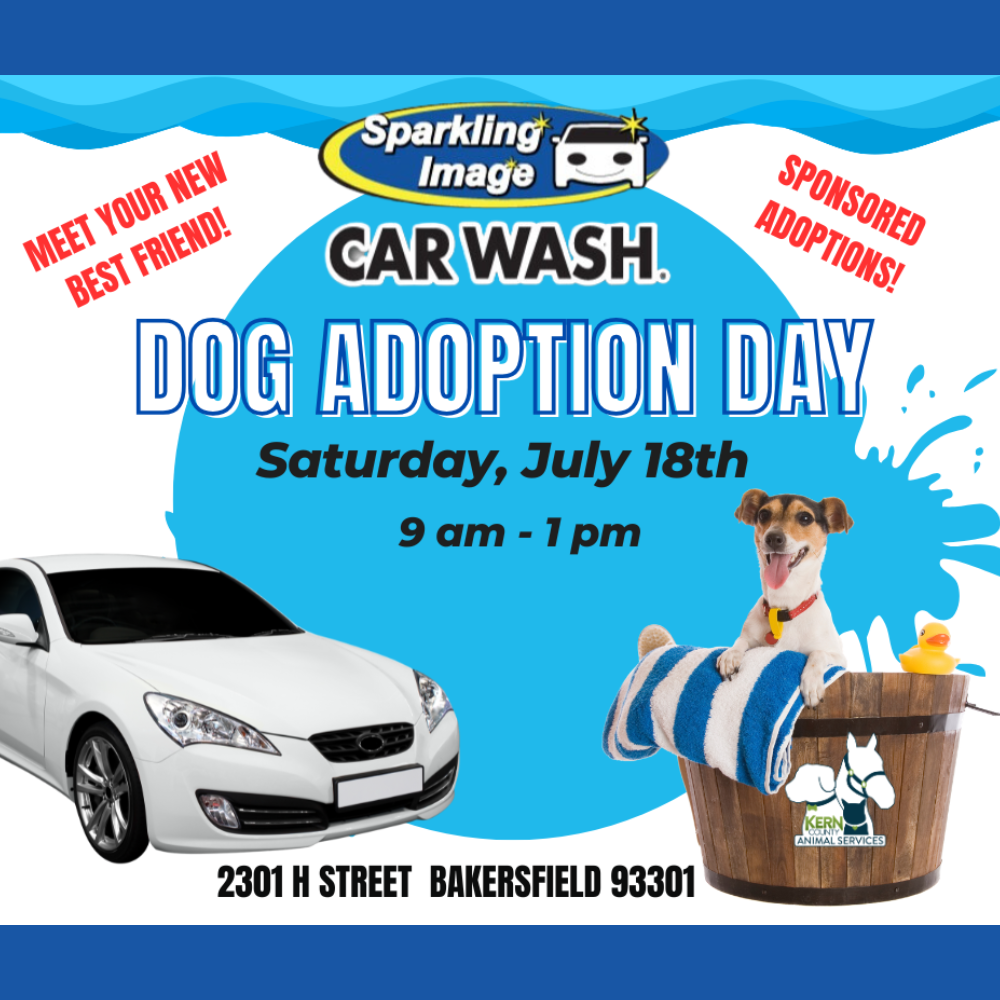 Sparkling
Image
CAR WASH.
MEET YOUR NEW
BEST FRIEND!
SPONSORED
ADOPTIONS!
DOG ADOPTION DAY
Saturday, July 18th
9 am - 1 pm
KERN
COUNTY
ANIMAL SERVICES
2301 H STREET BAKERSFIELD 93301